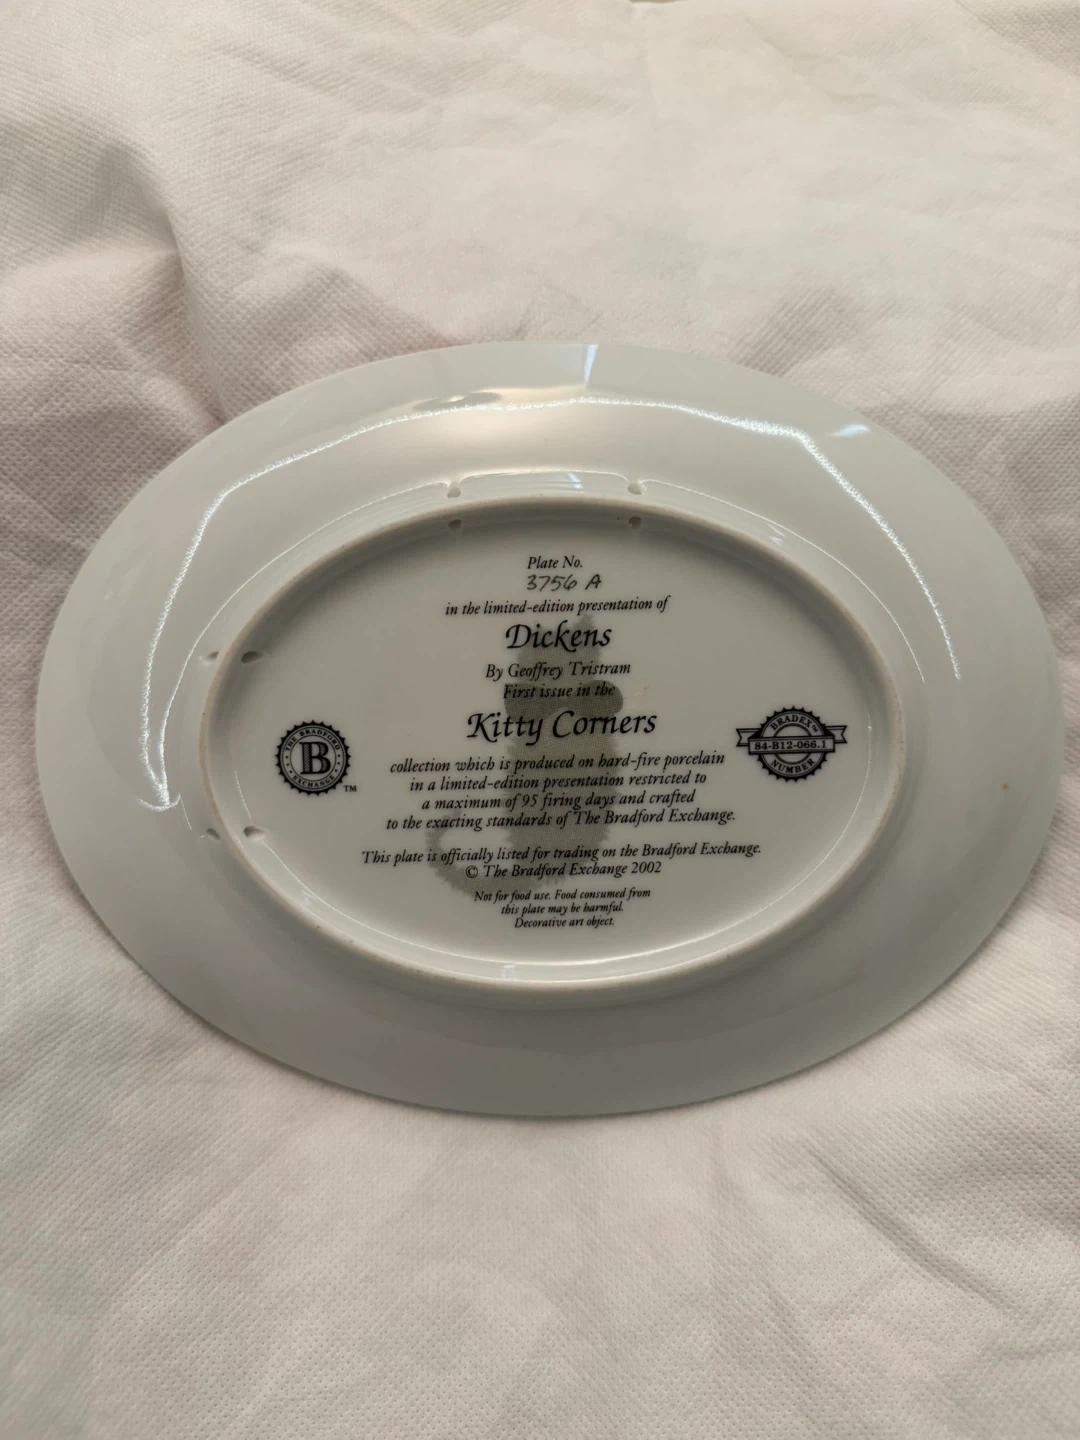 Plate No.
3756 A
in the limited-edition presentation of
Dickens
By Geoffrey Tristram
First issue in the
Kitty Corners
collection which is produced on hard-fire porcelain
in a limited-edition presentation restricted to
a maximum of 95 firing days and crafted
to the exacting standards of The Bradford Exchange.
This plate is officially listed for trading on the Bradford Exchange.
© The Bradford Exchange 2002
Not for food use. Food consumed from
this plate may be harmful.
Decorative art object.
THE BRADFORD
B
EXCHANGE
TM
BRADEX™
84-B12-066.1
NUMBER